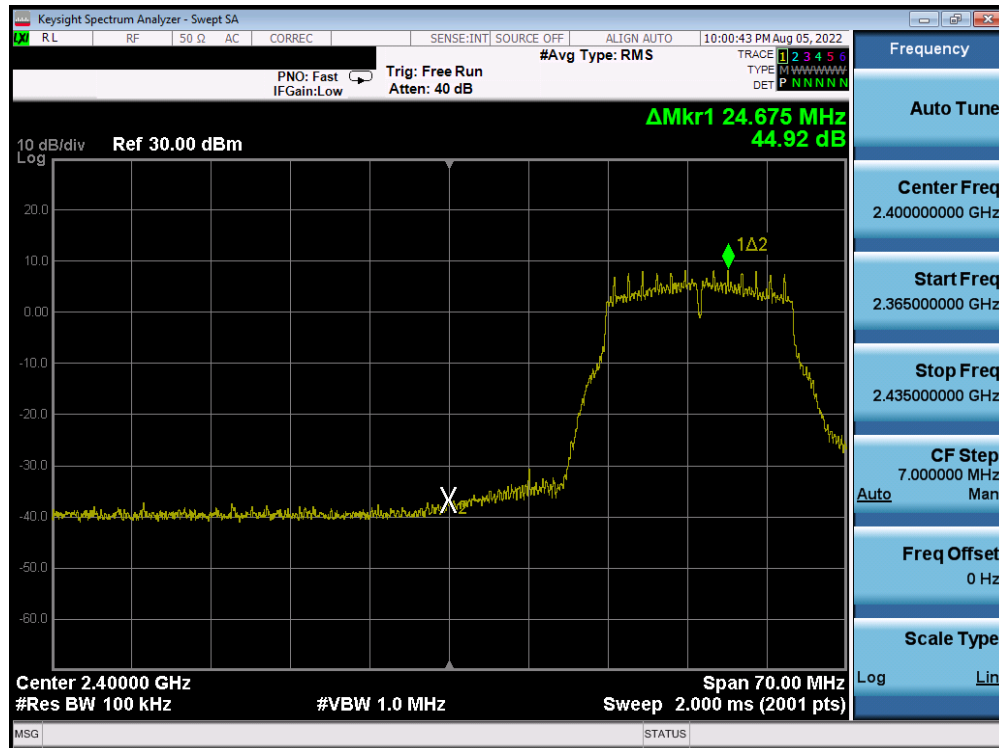 Keysight Spectrum Analyzer - Swept SA
LXI RL RF 50 Ω AC CORREC SENSE:INT SOURCE OFF ALIGN AUTO 10:00:43 PM Aug 05, 2022
#Avg Type: RMS
TRACE 1 2 3 4 5 6
TYPE M W W W W W
DET P N N N N N
PNO: Fast
IFGain:Low
Trig: Free Run
Atten: 40 dB
ΔMkr1 24.675 MHz
44.92 dB
10 dB/div
Log
Ref 30.00 dBm
20.0
10.0
0.00
-10.0
-20.0
-30.0
-40.0
-50.0
-60.0
1Δ2
X2
Center 2.40000 GHz
#Res BW 100 kHz
#VBW 1.0 MHz
Span 70.00 MHz
Sweep 2.000 ms (2001 pts)
MSG
STATUS
Frequency
Auto Tune
Center Freq
2.400000000 GHz
Start Freq
2.365000000 GHz
Stop Freq
2.435000000 GHz
CF Step
7.000000 MHz
Auto Man
Freq Offset
0 Hz
Scale Type
Log Lin